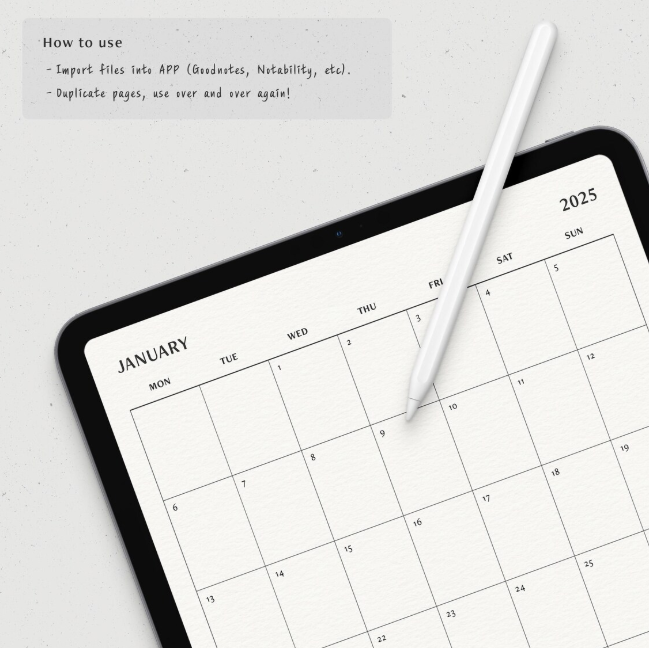 How to use
- Import files into APP (Goodnotes, Notability, etc).
- Duplicate pages, use over and over again!
2025
JANUARY
MON TUE WED THU FRI SAT SUN
1 2 3 4 5
6 7 8 9 10 11 12
13 14 15 16 17 18 19
22 23 24 25